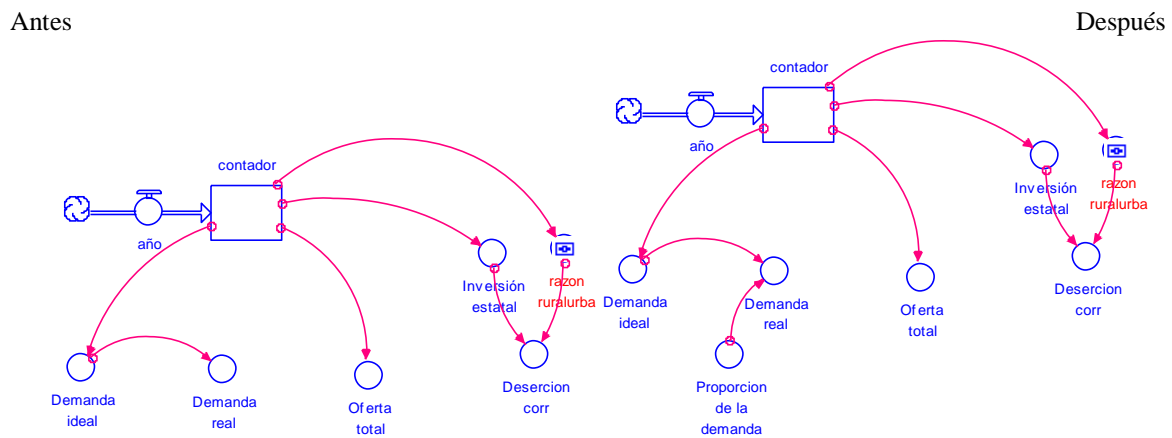 Antes
Después
contador
año
Inversión
estatal
razon
ruralurba
Demanda
ideal
Demanda
real
Oferta
total
Desercion
corr
contador
año
Inversión
estatal
razon
ruralurba
Demanda
ideal
Demanda
real
Oferta
total
Desercion
corr
Proporcion
de la
demanda